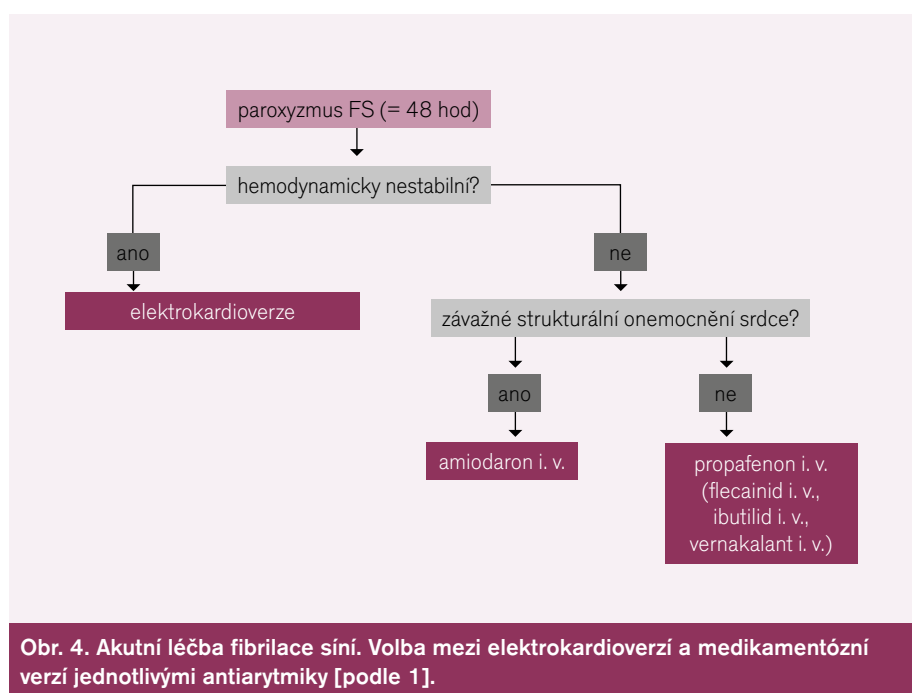 paroxyzmus FS (= 48 hod)
hemodynamicky nestabilní?
ano
ne
elektrokardioverze
závažné strukturální onemocnění srdce?
ano
ne
amiodaron i. v.
propafenon i. v.
(flecainid i. v.,
ibutilid i. v.,
vernakalant i. v.)
Obr. 4. Akutní léčba fibrilace síní. Volba mezi elektrokardioverzí a medikamentózní
verzí jednotlivými antiarytmiky [podle 1].